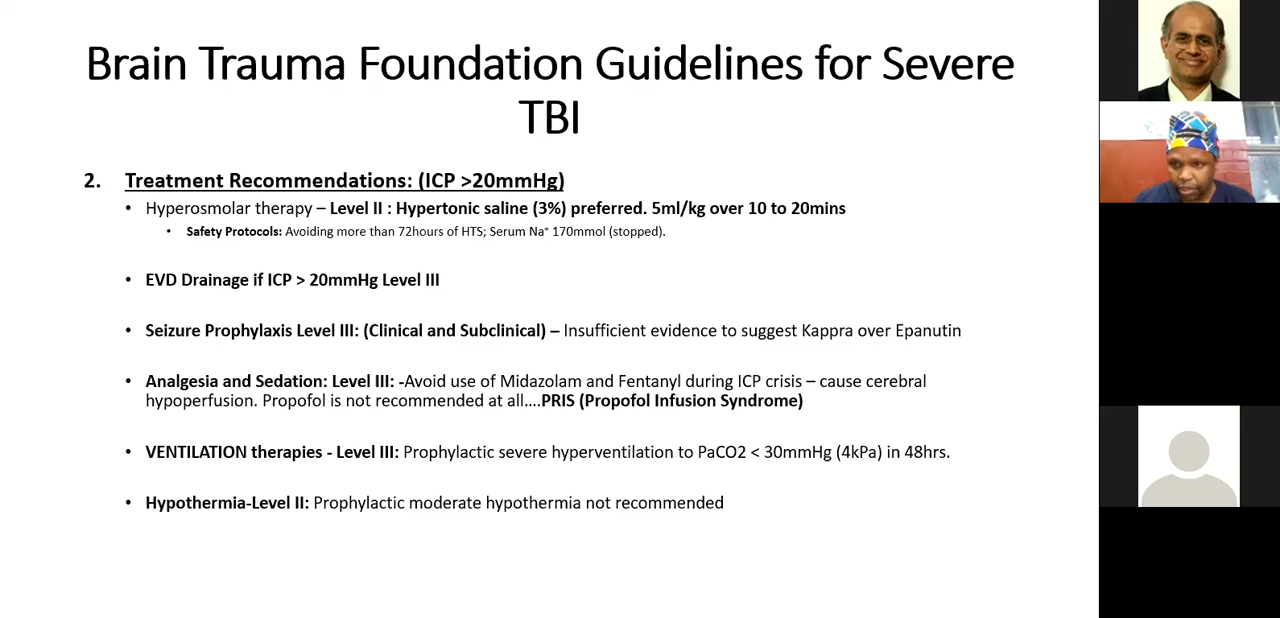 Brain Trauma Foundation Guidelines for Severe
TBI
2. Treatment Recommendations: (ICP >20mmHg)
• Hyperosmolar therapy – Level II : Hypertonic saline (3%) preferred. 5ml/kg over 10 to 20mins
• Safety Protocols: Avoiding more than 72hours of HTS; Serum Na⁺ 170mmol (stopped).
• EVD Drainage if ICP > 20mmHg Level III
• Seizure Prophylaxis Level III: (Clinical and Subclinical) – Insufficient evidence to suggest Kappra over Epanutin
• Analgesia and Sedation: Level III: -Avoid use of Midazolam and Fentanyl during ICP crisis – cause cerebral
hypoperfusion. Propofol is not recommended at all....PRIS (Propofol Infusion Syndrome)
• VENTILATION therapies - Level III: Prophylactic severe hyperventilation to PaCO2 < 30mmHg (4kPa) in 48hrs.
• Hypothermia-Level II: Prophylactic moderate hypothermia not recommended